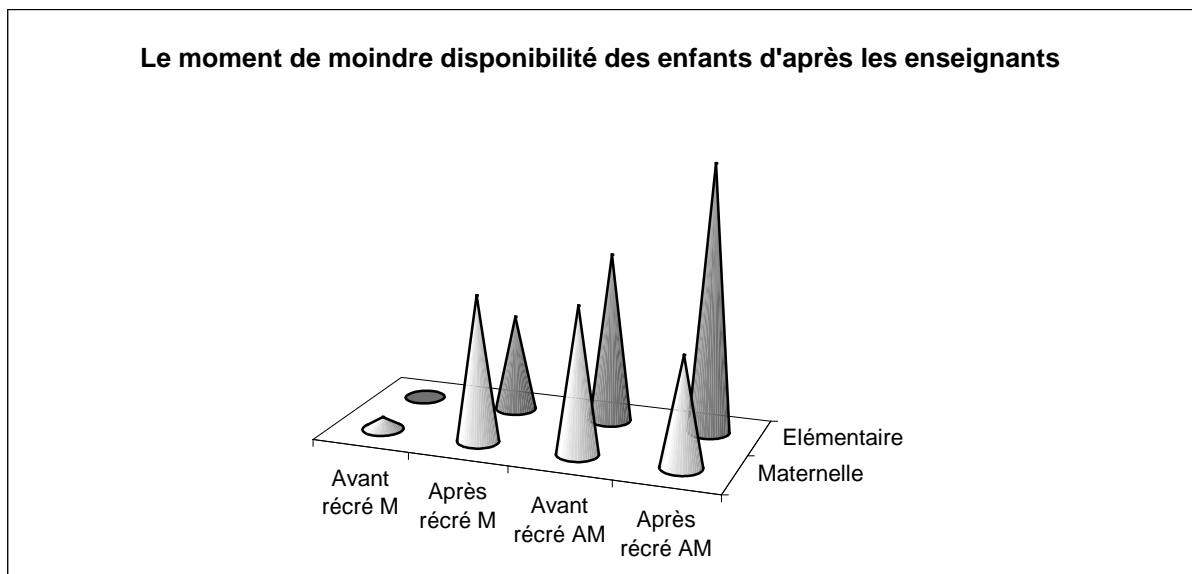 Le moment de moindre disponibilité des enfants d'après les enseignants
Elémentaire
Maternelle
Avant
récré M
Après
récré M
Avant
récré AM
Après
récré AM